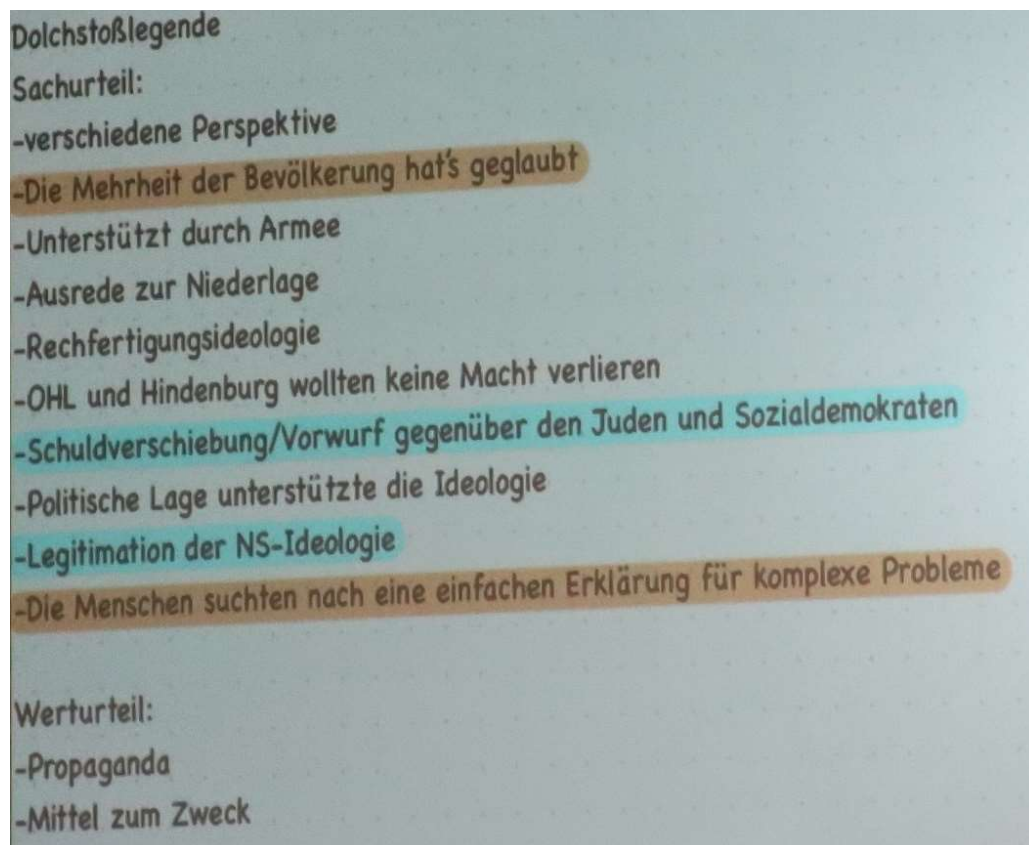 Dolchstoßlegende
Sachurteil:
-verschiedene Perspektive
-Die Mehrheit der Bevölkerung hat's geglaubt
-Unterstützt durch Armee
-Ausrede zur Niederlage
-Rechfertigungsideologie
-OHL und Hindenburg wollten keine Macht verlieren
-Schuldverschiebung/Vorwurf gegenüber den Juden und Sozialdemokraten
-Politische Lage unterstützte die Ideologie
-Legitimation der NS-Ideologie
-Die Menschen suchten nach eine einfachen Erklärung für komplexe Probleme
Werturteil:
-Propaganda
-Mittel zum Zweck